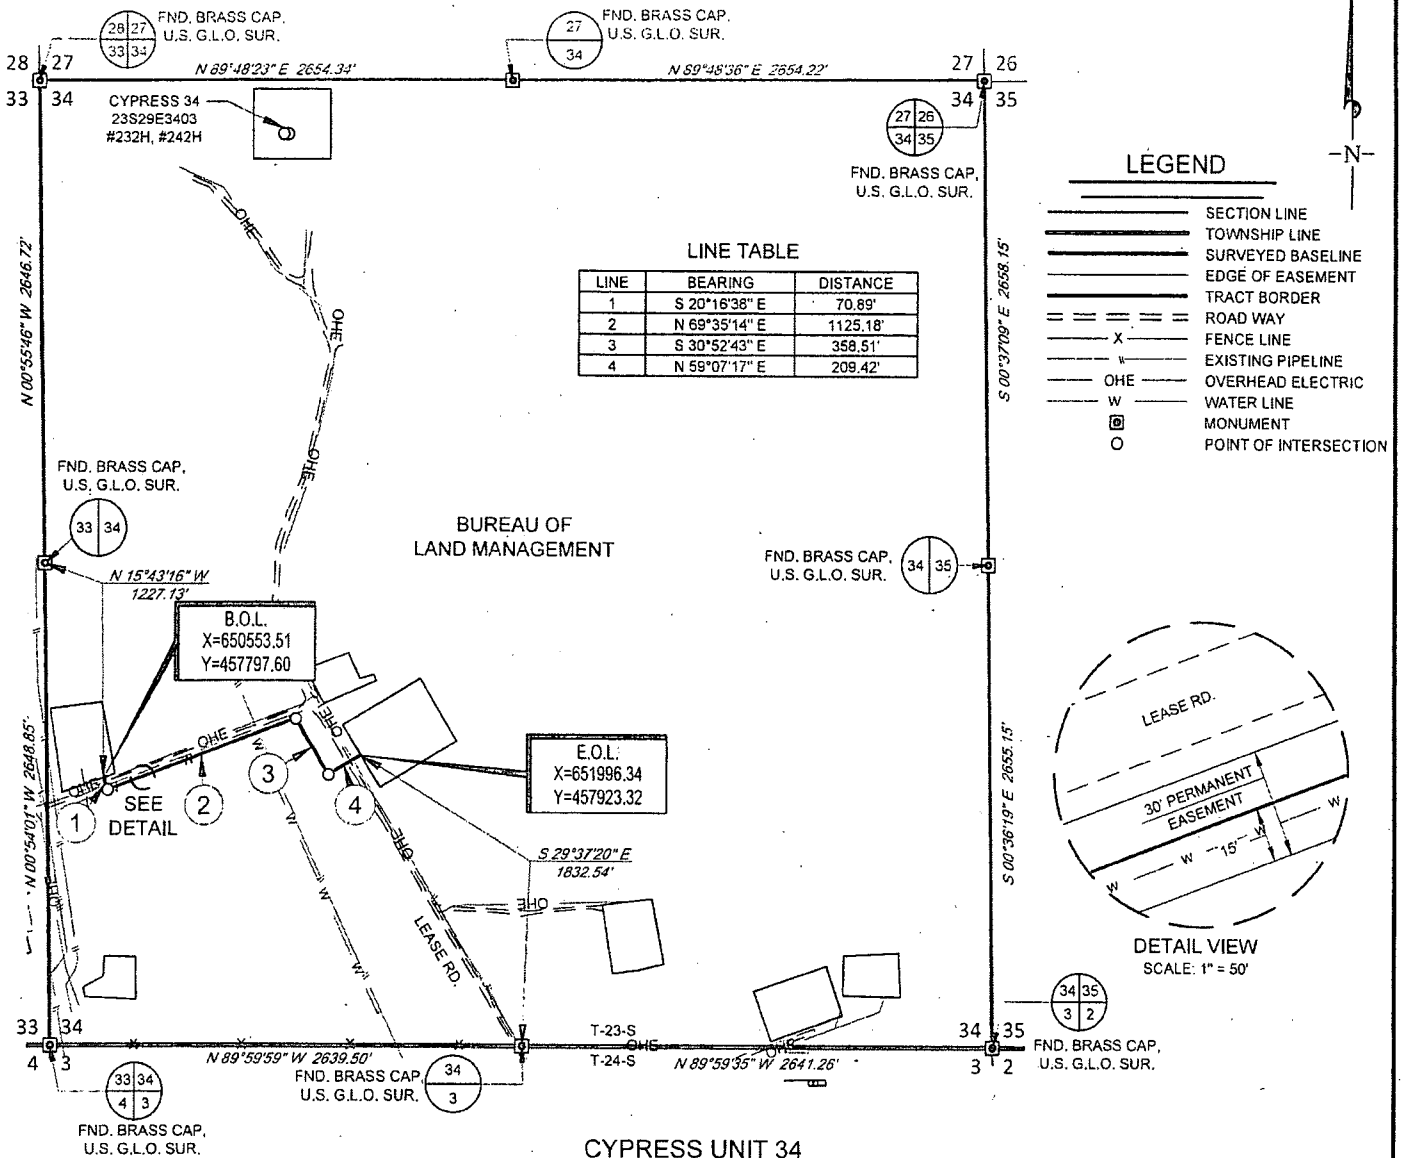 FND. BRASS CAP,
U.S. G.L.O. SUR.
28 27
33 34
FND. BRASS CAP,
U.S. G.L.O. SUR.
27
34
28 27
33 34
N 89°48'23" E 2654.34'
N 89°48'36" E 2654.22'
27 26
34 35
CYPRESS 34
23S29E3403
#232H, #242H
27 26
34 35
FND. BRASS CAP,
U.S. G.L.O. SUR.
-N-
LEGEND
SECTION LINE
TOWNSHIP LINE
SURVEYED BASELINE
EDGE OF EASEMENT
TRACT BORDER
ROAD WAY
X FENCE LINE
\\ EXISTING PIPELINE
OHE OVERHEAD ELECTRIC
W WATER LINE
MONUMENT
POINT OF INTERSECTION
LINE TABLE
LINE BEARING DISTANCE
1 S 20°16'38" E 70.89'
2 N 69°35'14" E 1125.18'
3 S 30°52'43" E 358.51'
4 N 59°07'17" E 209.42'
N 00°55'46" W 2646.72'
S 00°37'09" E 2658.15'
OHE
OHE
OHE
FND. BRASS CAP,
U.S. G.L.O. SUR.
33 34
BUREAU OF
LAND MANAGEMENT
FND. BRASS CAP,
U.S. G.L.O. SUR.
34 35
N 15°43'16" W
1227.13'
B.O.L.
X=650553.51
Y=457797.60
E.O.L.
X=651996.34
Y=457923.32
OHE
OHE
OHE
W
1
SEE
DETAIL
2
3
4
N 00°54'01" W 2648.85'
S 00°36'19" E 2655.15'
LEASE RD.
30' PERMANENT
EASEMENT
15'
W
W
W
W
DETAIL VIEW
SCALE: 1" = 50'
OHE
S 29°37'20" E
1832.54'
W
W
W
OHE
OHE
LEASE RD.
33 34
4 3
T-23-S
T-24-S
OHE
OHE
N 89°59'59" W 2639.50'
N 89°59'35" W 2641.26'
34 35
3 2
34 35
3 2
FND. BRASS CAP,
U.S. G.L.O. SUR.
FND. BRASS CAP,
U.S. G.L.O. SUR.
34
3
33 34
4 3
FND. BRASS CAP,
U.S. G.L.O. SUR.
CYPRESS UNIT 34